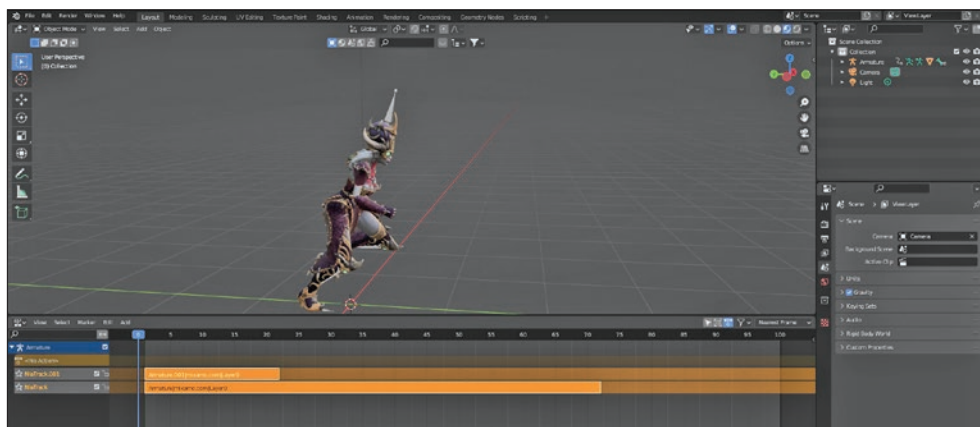 File Edit Render Window Help Layout Modeling Sculpting UV Editing Texture Paint Shading Animation Rendering Compositing Geometry Nodes Scripting + Scene ViewLayer
Object Mode View Select Add Object Global
Options
User Perspective
Collection
Scene Collection
Collection
Armature
Camera
Light
Scene > ViewLayer
Scene
Camera Camera
Background Scene
Active Clip
Units
Gravity
Keying Sets
Audio
Rigid Body World
Custom Properties
View Select Marker Edit Add Nearest Frame
5 10 15 20 25 30 35 40 45 50 55 60 65 70 75 80 85 90 95 100
Armature
<No Action>
NlaTrack.001
NlaTrack